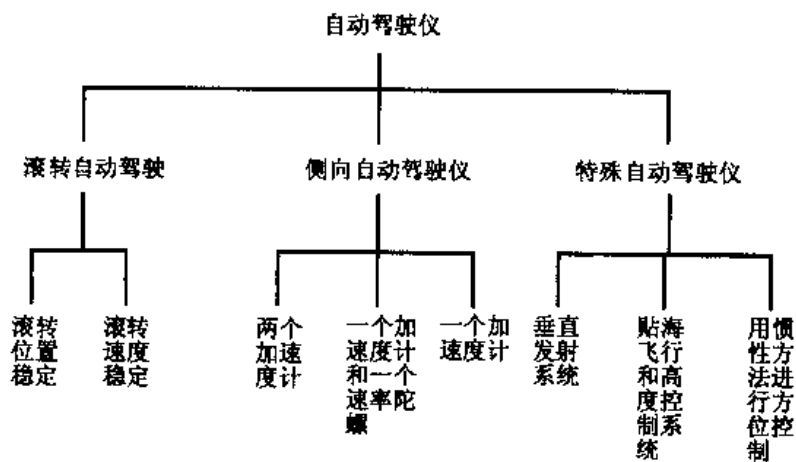 自动驾驶仪
滚转自动驾驶
侧向自动驾驶仪
特殊自动驾驶仪
滚转
位置
稳定
滚转
速度
稳定
两个
加速
度计
一个加
速度计
和一个
速率陀
螺
一个加
速度计
垂直
发射
系统
贴海
飞行
和高
度控
制系
统
用惯
性方
法进
行方
位控
制